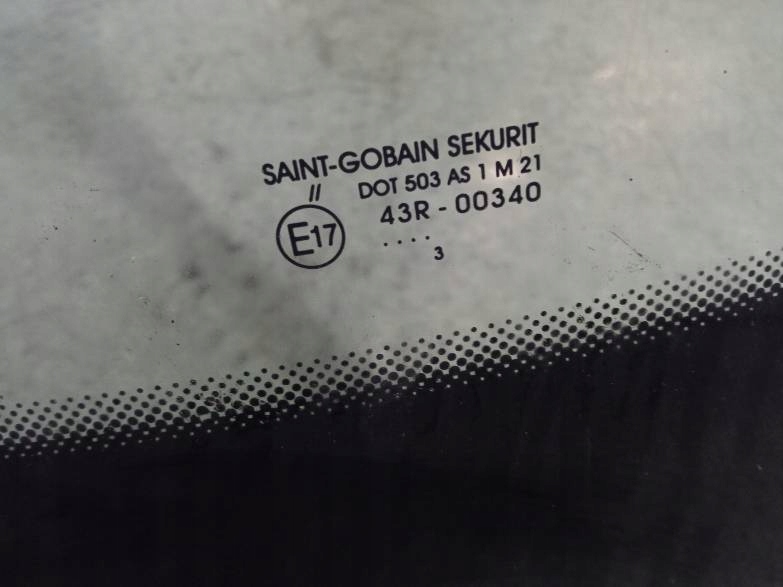 SAINT-GOBAIN SEKURIT
II DOT 503 AS 1 M 21
E17 43R - 00340
....
3